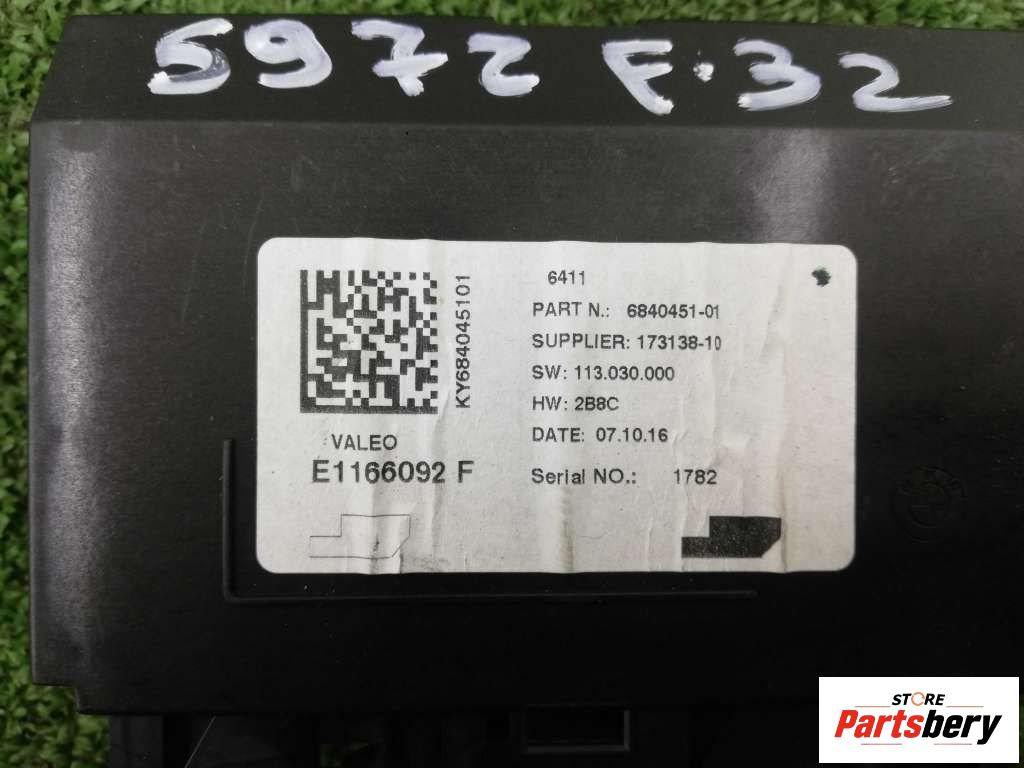 5972 F.32
6411
PART N.: 6840451-01
SUPPLIER: 173138-10
SW: 113.030.000
HW: 2B8C
DATE: 07.10.16
Serial NO.: 1782
KY684045101
VALEO
E1166092 F
STORE
Partsbery